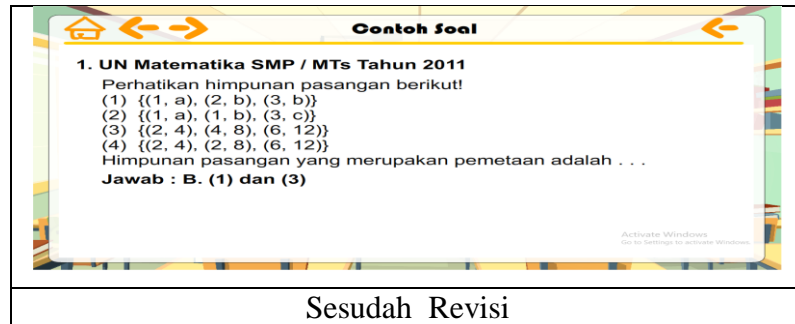 Contoh Soal
1. UN Matematika SMP / MTs Tahun 2011
Perhatikan himpunan pasangan berikut!
(1) {(1, a), (2, b), (3, b)}
(2) {(1, a), (1, b), (3, c)}
(3) {(2, 4), (4, 8), (6, 12)}
(4) {(2, 4), (2, 8), (6, 12)}
Himpunan pasangan yang merupakan pemetaan adalah . . .
Jawab : B. (1) dan (3)
Activate Windows
Go to Settings to activate Windows.
Sesudah Revisi